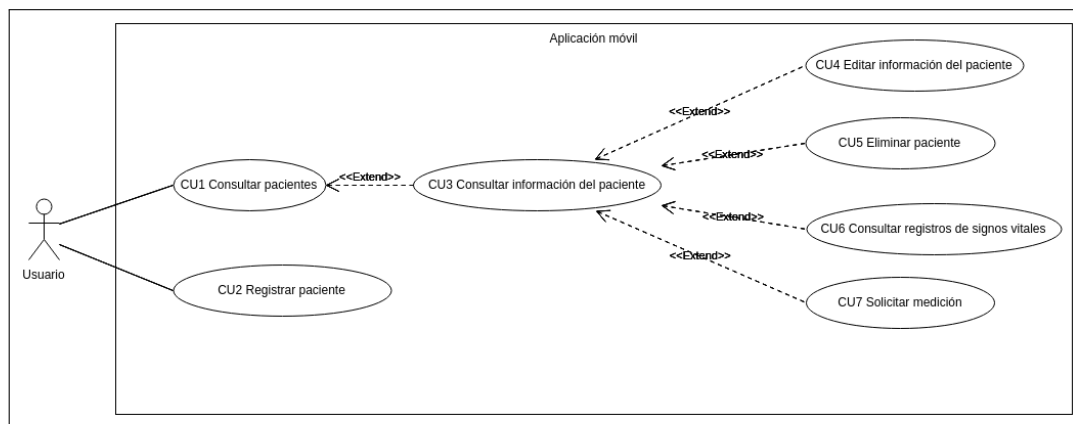 Aplicación móvil
CU4 Editar información del paciente
<<Extend>>
CU5 Eliminar paciente
<<Extend>>
CU1 Consultar pacientes
<<Extend>>
CU3 Consultar información del paciente
<<Extend>>
CU6 Consultar registros de signos vitales
<<Extend>>
Usuario
CU2 Registrar paciente
CU7 Solicitar medición